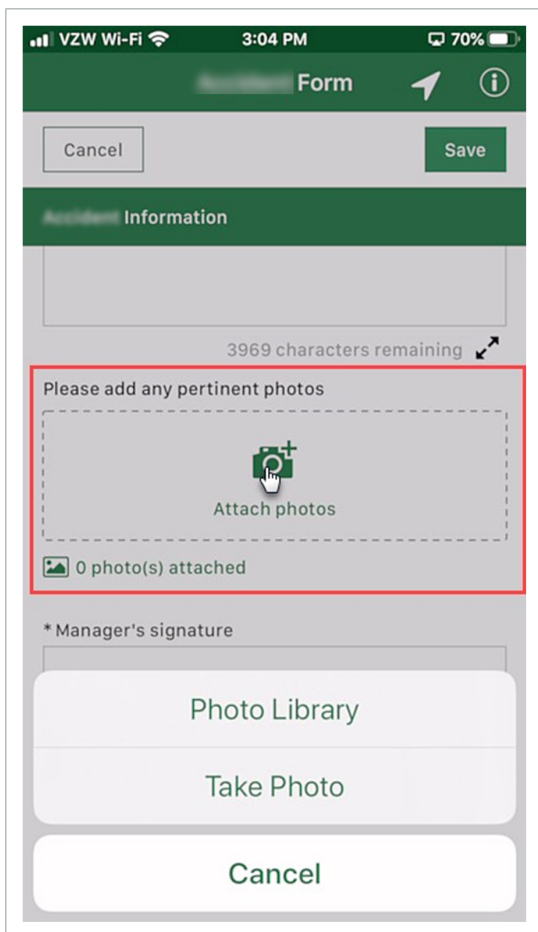 VZW Wi-Fi 3:04 PM 70%
Form
Cancel Save
Information
3969 characters remaining
Please add any pertinent photos
Attach photos
0 photo(s) attached
* Manager's signature
Photo Library
Take Photo
Cancel